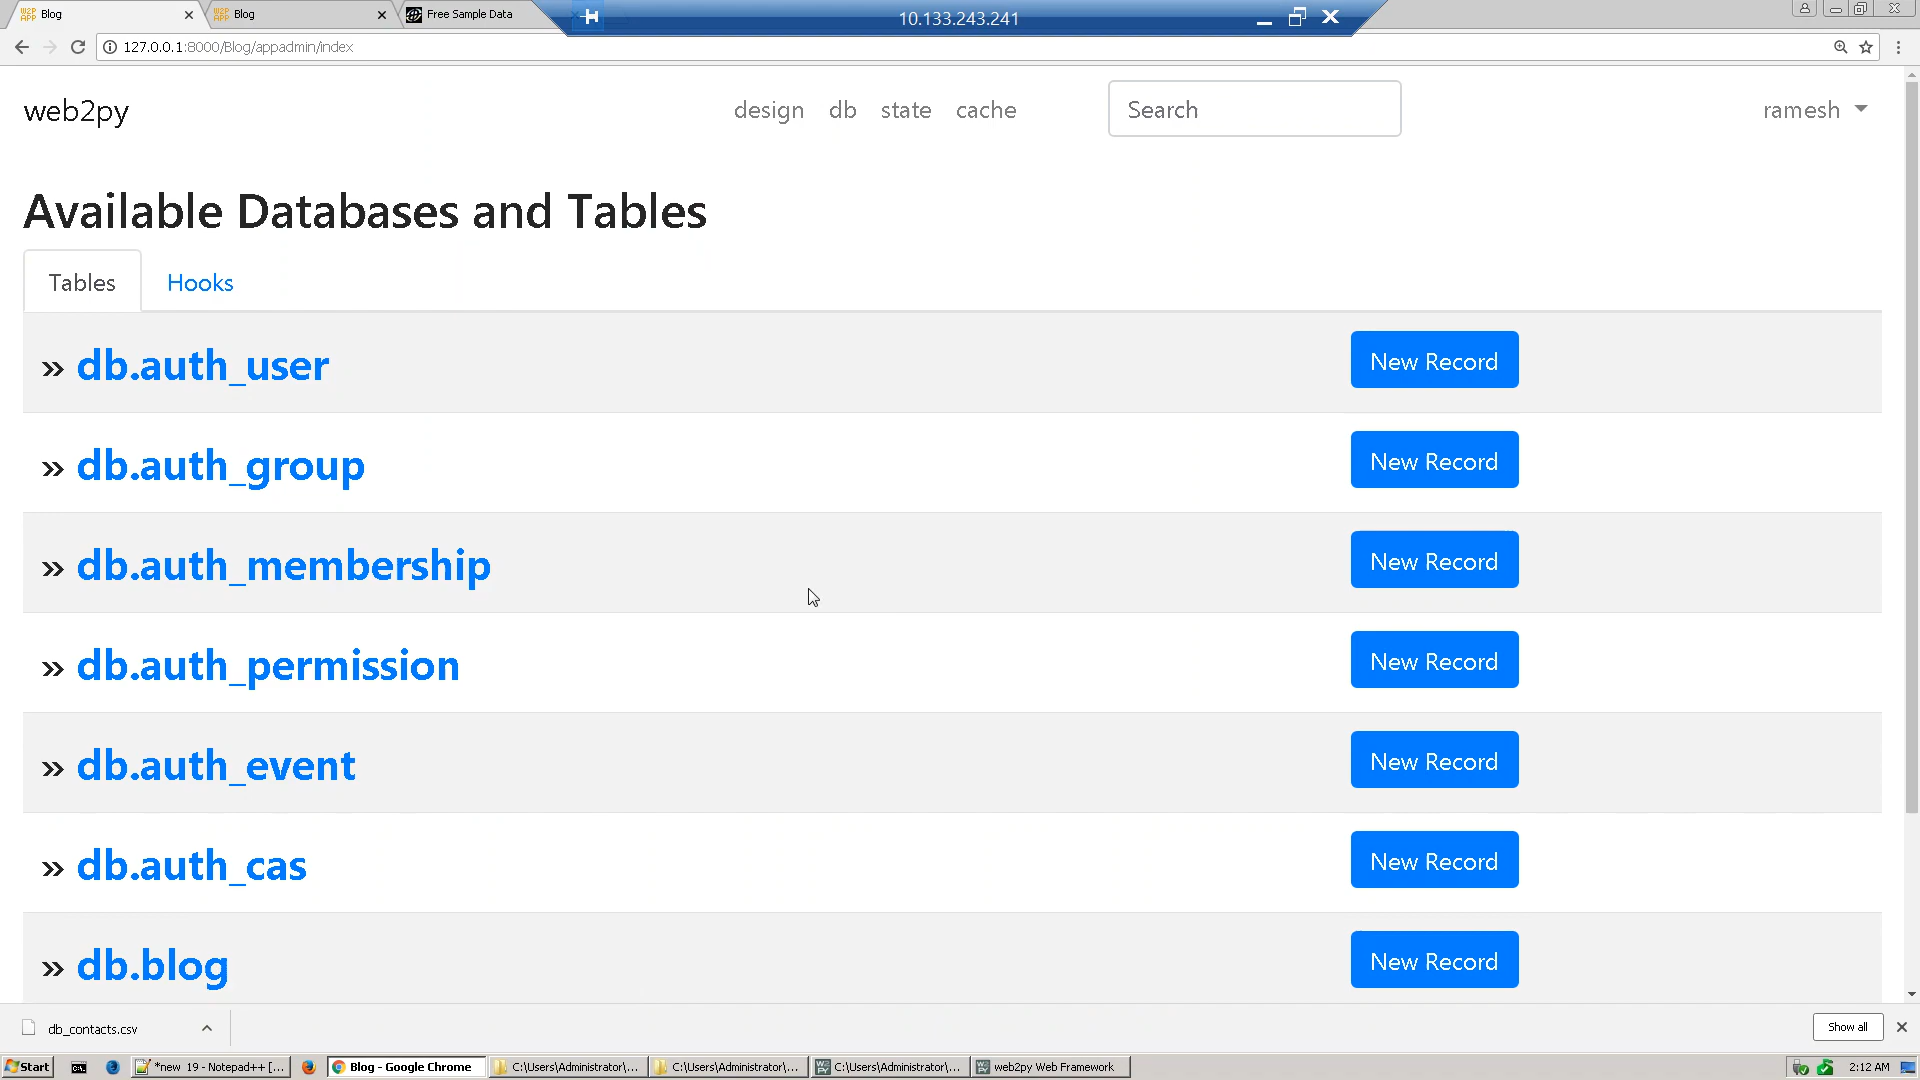 Blog
Blog
Free Sample Data
10.133.243.241
127.0.0.1:8000/Blog/appadmin/index
web2py
design db state cache
Search
ramesh
Available Databases and Tables
Tables
Hooks
» db.auth_user
New Record
» db.auth_group
New Record
» db.auth_membership
New Record
» db.auth_permission
New Record
» db.auth_event
New Record
» db.auth_cas
New Record
» db.blog
New Record
db_contacts.csv
Show all
Start
*new 19 - Notepad++ [...
Blog - Google Chrome
C:\Users\Administrator\...
C:\Users\Administrator\...
C:\Users\Administrator\...
web2py Web Framework
2:12 AM